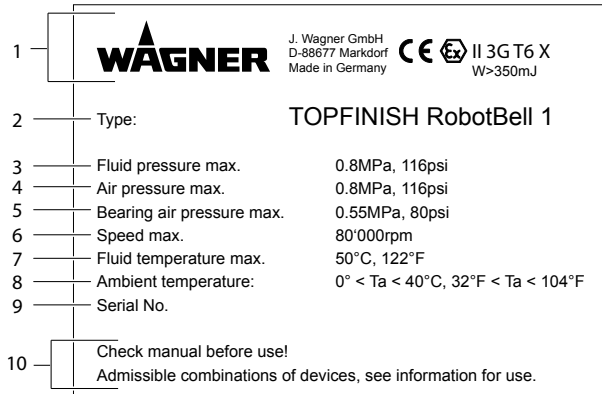 1 WAGNER J. Wagner GmbH
D-88677 Markdorf
Made in Germany
CE Ex II 3G T6 X
W>350mJ
2 Type: TOPFINISH RobotBell 1
3 Fluid pressure max. 0.8MPa, 116psi
4 Air pressure max. 0.8MPa, 116psi
5 Bearing air pressure max. 0.55MPa, 80psi
6 Speed max. 80‘000rpm
7 Fluid temperature max. 50°C, 122°F
8 Ambient temperature: 0° < Ta < 40°C, 32°F < Ta < 104°F
9 Serial No.
10 Check manual before use!
Admissible combinations of devices, see information for use.